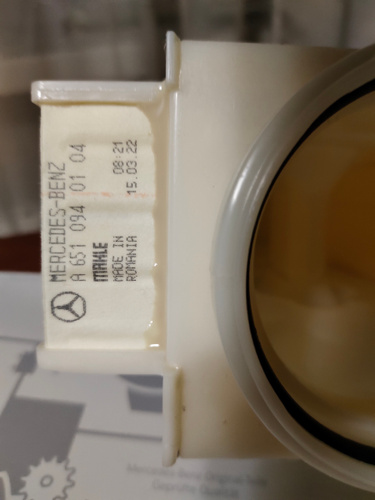 MERCEDES-BENZ
A 651 094 01 04
MAHLE
MADE IN
ROMANIA
08:21
15.03.22